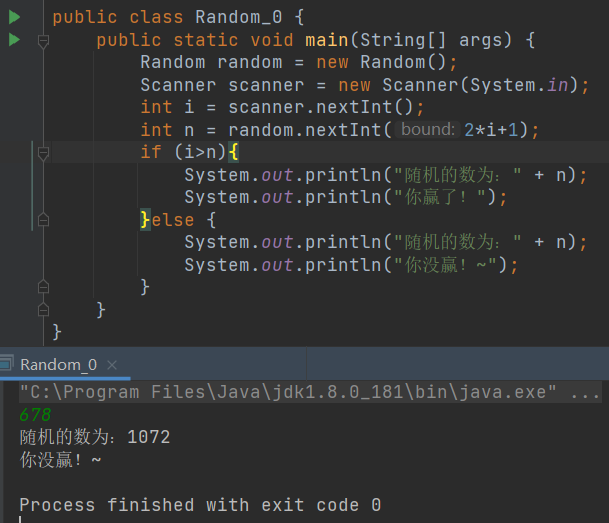 public class Random_0 {
public static void main(String[] args) {
Random random = new Random();
Scanner scanner = new Scanner(System.in);
int i = scanner.nextInt();
int n = random.nextInt( bound: 2*i+1);
if (i>n){
System.out.println("随机的数为：" + n);
System.out.println("你赢了！");
}else {
System.out.println("随机的数为：" + n);
System.out.println("你没赢！~");
}
}
}
Random_0 ×
"C:\Program Files\Java\jdk1.8.0_181\bin\java.exe" ...
678
随机的数为：1072
你没赢！~
Process finished with exit code 0